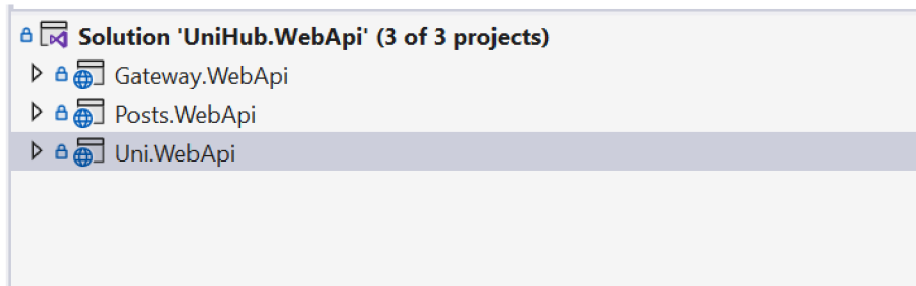 Solution 'UniHub.WebApi' (3 of 3 projects)
Gateway.WebApi
Posts.WebApi
Uni.WebApi